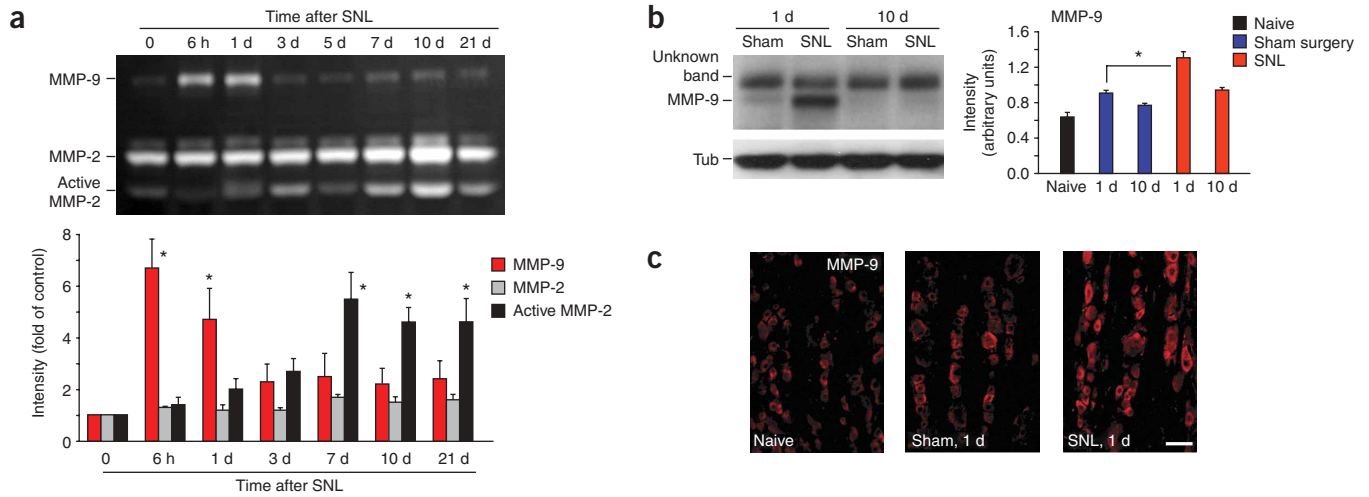 a
Time after SNL
0 6 h 1 d 3 d 5 d 7 d 10 d 21 d
MMP-9
MMP-2
Active
MMP-2
8
6
4
2
0
Intensity (fold of control)
* * * * *
MMP-9
MMP-2
Active MMP-2
0 6 h 1 d 3 d 7 d 10 d 21 d
Time after SNL
b
1 d 10 d
Sham SNL Sham SNL
Unknown
band
MMP-9
Tub
MMP-9
1.6
1.2
0.8
0.4
0.0
Intensity
(arbitrary units)
*
Naive
Sham surgery
SNL
Naive 1 d 10 d 1 d 10 d
c
MMP-9
Naive
Sham, 1 d
SNL, 1 d